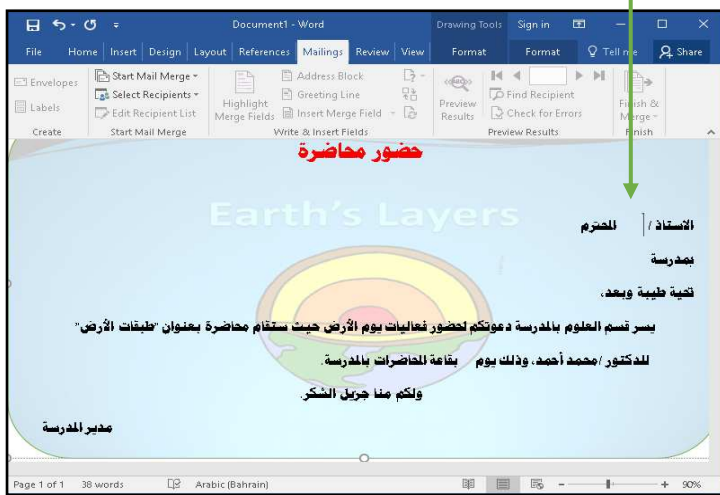 Document1 - Word
Drawing Tools
Sign in
File Home Insert Design Layout References Mailings Review View Format Format Tell me Share
Envelopes
Labels
Create
Start Mail Merge
Select Recipients
Edit Recipient List
Start Mail Merge
Highlight
Merge Fields
Address Block
Greeting Line
Insert Merge Field
Write & Insert Fields
Preview
Results
Find Recipient
Check for Errors
Preview Results
Finish &
Merge
Finish
حضور محاضرة
Earth's Layers
الاستاذ / المحترم
بمدرسة
تحية طيبة وبعد،
يسر قسم العلوم بالمدرسة دعوتكم لحضور فعاليات يوم الأرض حيث ستقام محاضرة بعنوان "طبقات الأرض"
للدكتور /محمد أحمد، وذلك يوم بقاعة المحاضرات بالمدرسة.
ولكم منا جزيل الشكر.
مدير المدرسة
Page 1 of 1 38 words Arabic (Bahrain) 90%